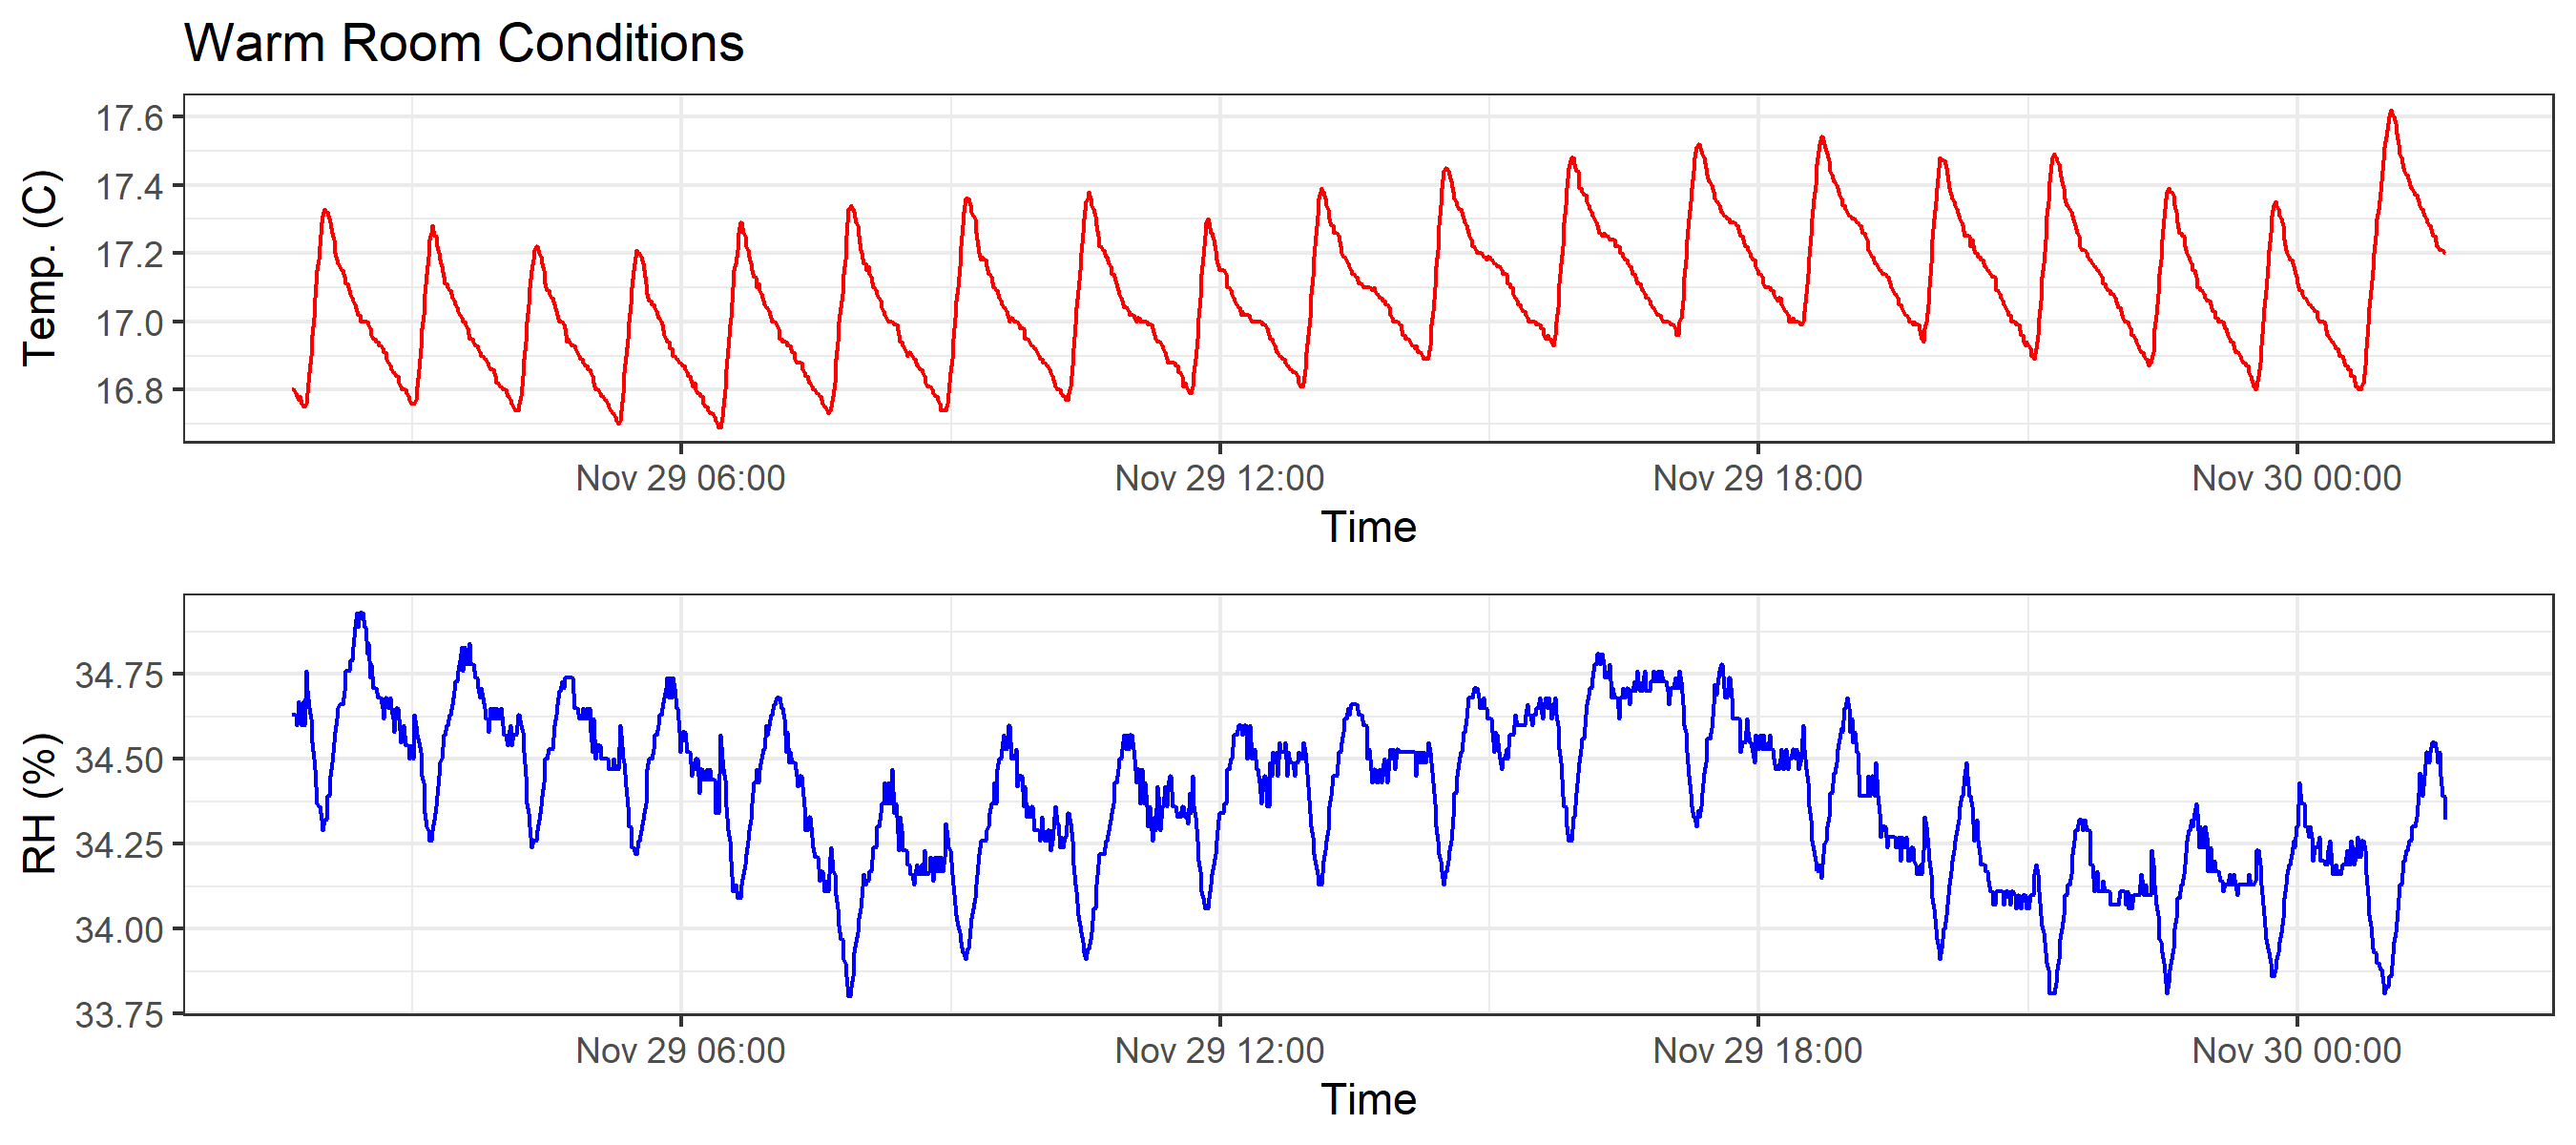 Warm Room Conditions
Temp. (C)
17.6
17.4
17.2
17.0
16.8
Nov 29 06:00 Nov 29 12:00 Nov 29 18:00 Nov 30 00:00
Time
RH (%)
34.75
34.50
34.25
34.00
33.75
Nov 29 06:00 Nov 29 12:00 Nov 29 18:00 Nov 30 00:00
Time